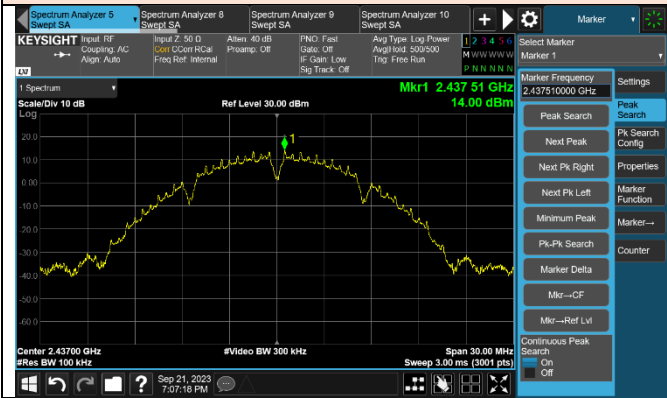 Spectrum Analyzer 5
Swept SA
Spectrum Analyzer 8
Swept SA
Spectrum Analyzer 9
Swept SA
Spectrum Analyzer 10
Swept SA
+
Marker
KEYSIGHT
Input: RF
Coupling: AC
Align: Auto
Input Z: 50 Ω
Corr CCorr RCal
Freq Ref: Internal
Atten: 40 dB
Preamp: Off
PNO: Fast
Gate: Off
IF Gain: Low
Sig Track: Off
Avg Type: Log-Power
Avg|Hold: 500/500
Trig: Free Run
1 2 3 4 5 6
M W W W W W
P N N N N N
LXI
Select Marker
Marker 1
1 Spectrum
Scale/Div 10 dB
Log
Ref Level 30.00 dBm
Mkr1 2.437 51 GHz
14.00 dBm
1
20.0
10.0
0.00
-10.0
-20.0
-30.0
-40.0
-50.0
-60.0
Center 2.43700 GHz
#Res BW 100 kHz
#Video BW 300 kHz
Span 30.00 MHz
Sweep 3.00 ms (3001 pts)
Marker Frequency
2.437510000 GHz
Peak Search
Next Peak
Next Pk Right
Next Pk Left
Minimum Peak
Pk-Pk Search
Marker Delta
Mkr→CF
Mkr→Ref Lvl
Continuous Peak
Search
On
Off
Settings
Peak
Search
Pk Search
Config
Properties
Marker
Function
Marker→
Counter
?
Sep 21, 2023
7:07:18 PM